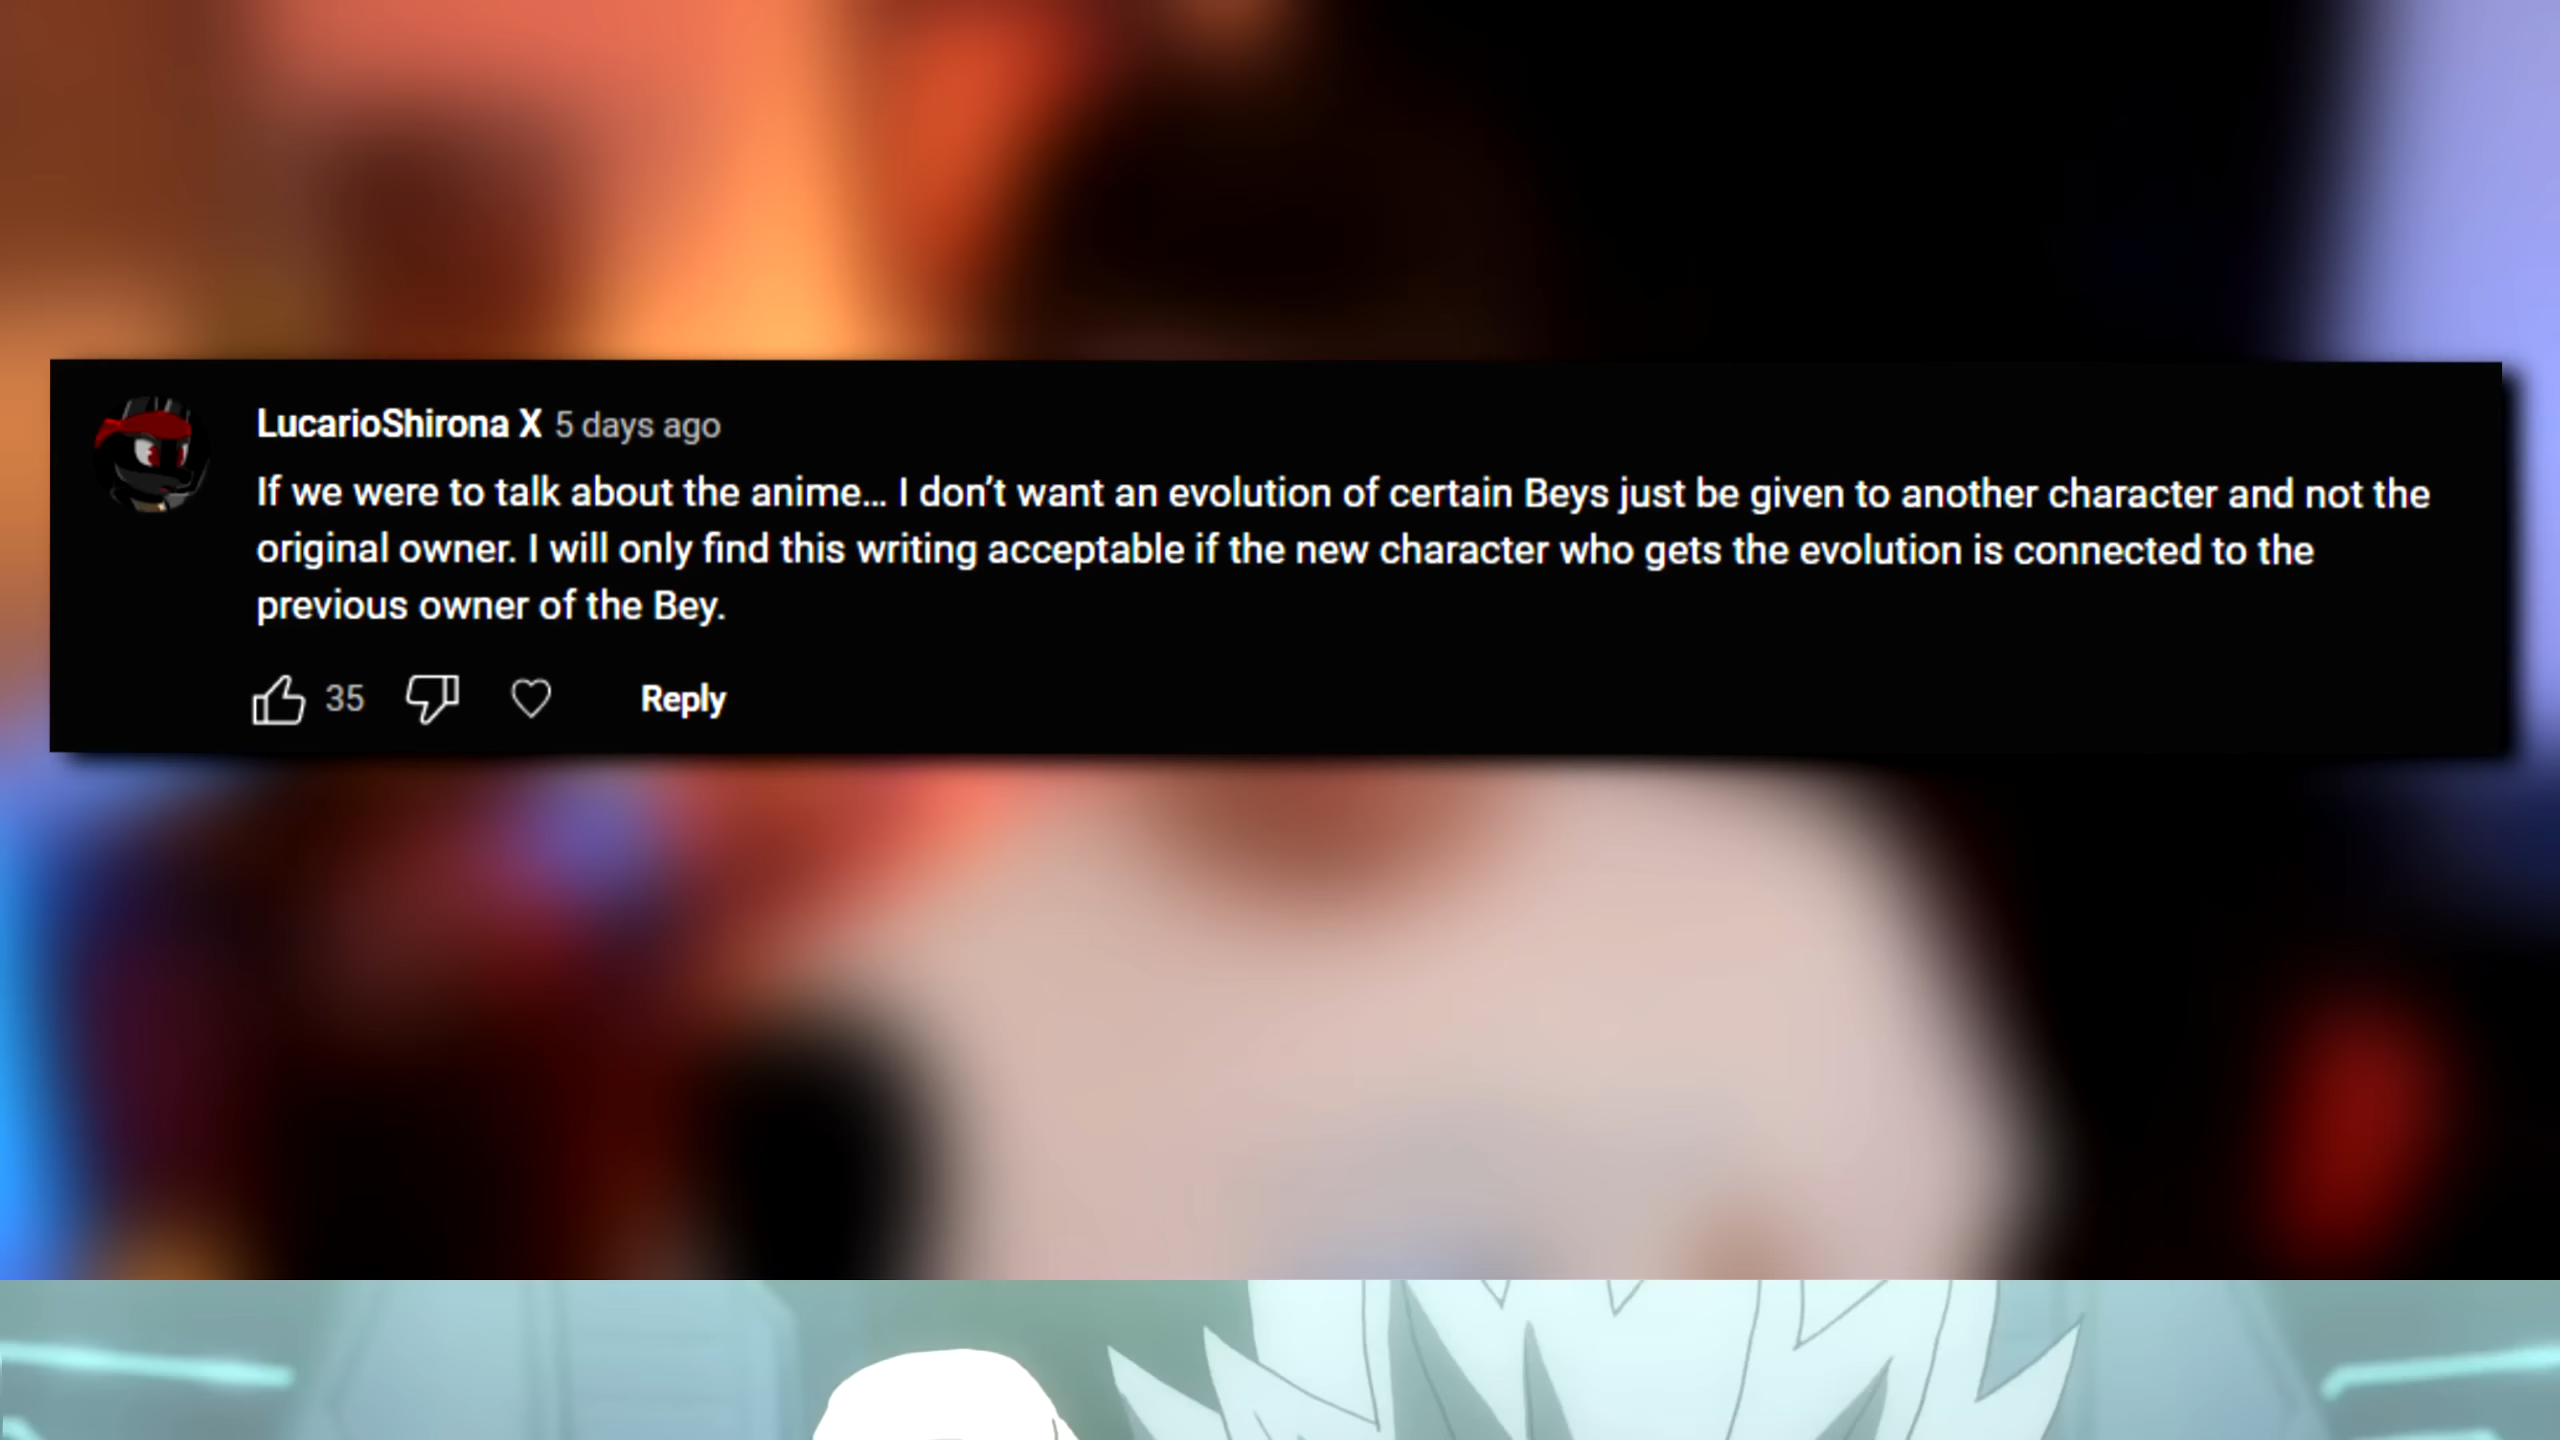 LucarioShirona X 5 days ago
If we were to talk about the anime... I don’t want an evolution of certain Beys just be given to another character and not the
original owner. I will only find this writing acceptable if the new character who gets the evolution is connected to the
previous owner of the Bey.
35 Reply